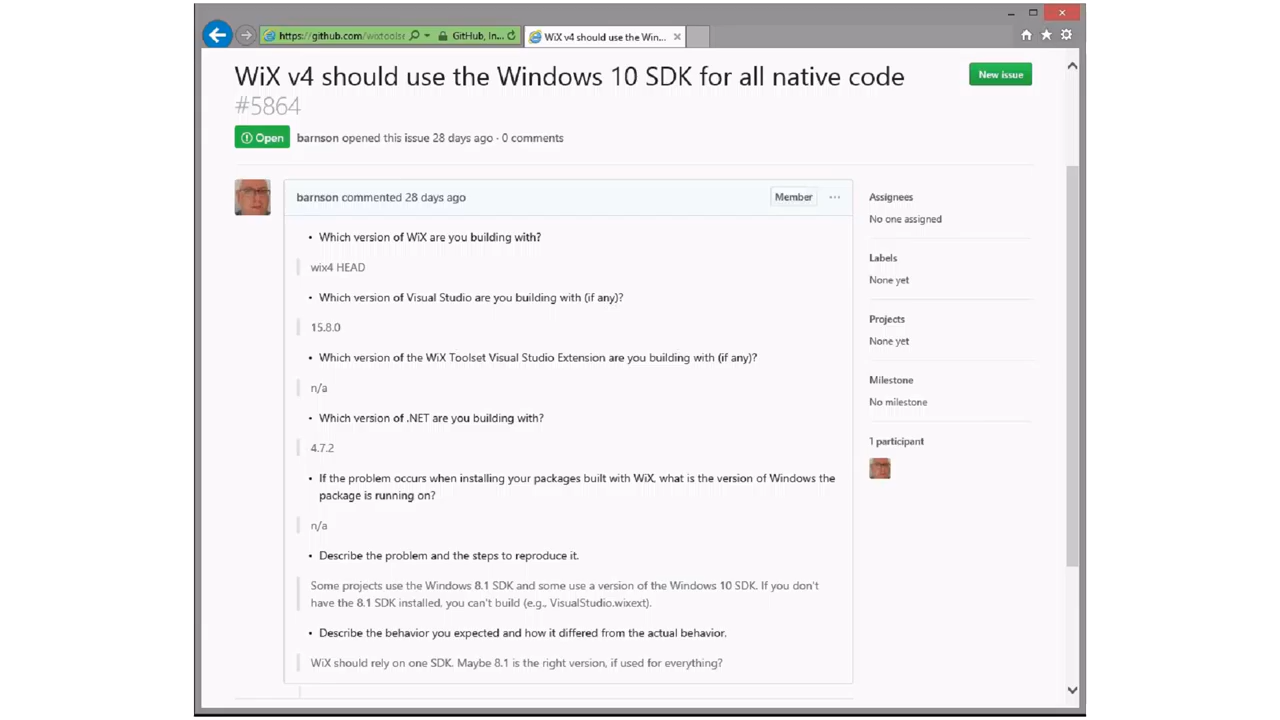 https://github.com/wixtoolse
GitHub, In...
WiX v4 should use the Win...
WiX v4 should use the Windows 10 SDK for all native code
#5864
New issue
Open
barnson opened this issue 28 days ago · 0 comments
barnson commented 28 days ago
Member
...
• Which version of WiX are you building with?
wix4 HEAD
• Which version of Visual Studio are you building with (if any)?
15.8.0
• Which version of the WiX Toolset Visual Studio Extension are you building with (if any)?
n/a
• Which version of .NET are you building with?
4.7.2
• If the problem occurs when installing your packages built with WiX, what is the version of Windows the
package is running on?
n/a
• Describe the problem and the steps to reproduce it.
Some projects use the Windows 8.1 SDK and some use a version of the Windows 10 SDK. If you don't
have the 8.1 SDK installed, you can't build (e.g., VisualStudio.wixext).
• Describe the behavior you expected and how it differed from the actual behavior.
WiX should rely on one SDK. Maybe 8.1 is the right version, if used for everything?
Assignees
No one assigned
Labels
None yet
Projects
None yet
Milestone
No milestone
1 participant